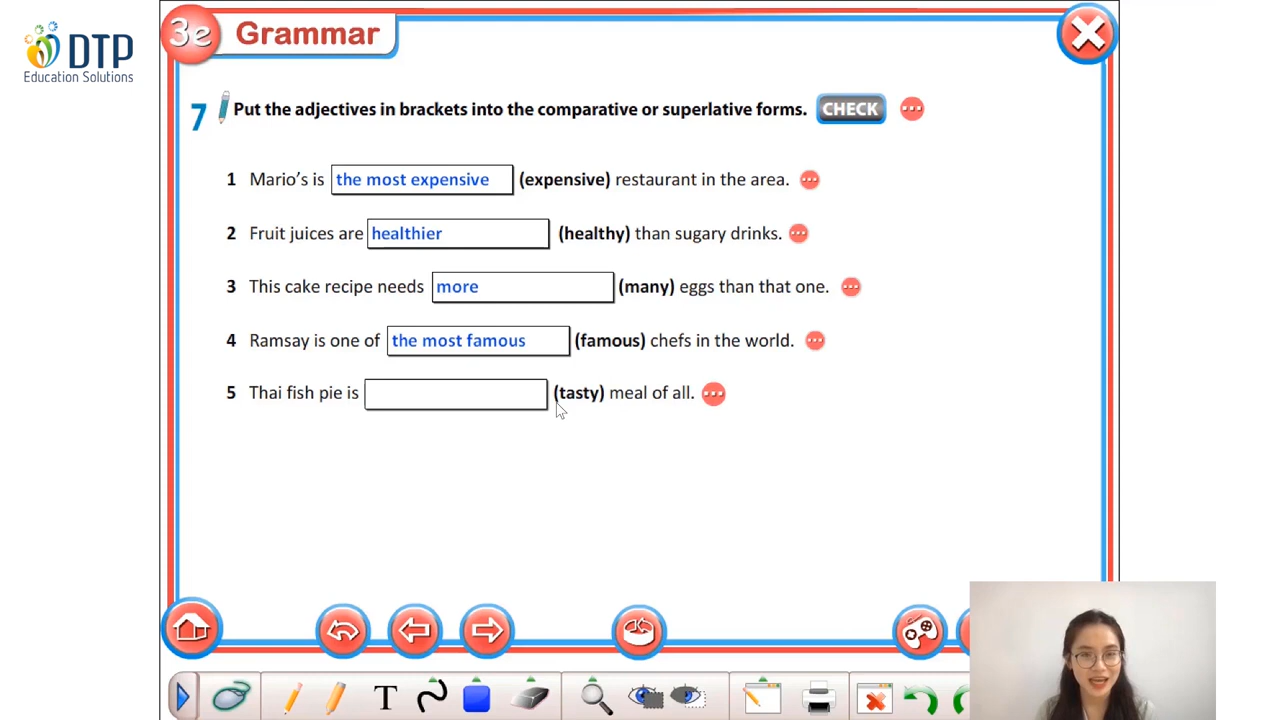 DTP
Education Solutions
3e Grammar
7 Put the adjectives in brackets into the comparative or superlative forms. CHECK
1 Mario's is the most expensive (expensive) restaurant in the area.
2 Fruit juices are healthier (healthy) than sugary drinks.
3 This cake recipe needs more (many) eggs than that one.
4 Ramsay is one of the most famous (famous) chefs in the world.
5 Thai fish pie is (tasty) meal of all.
T